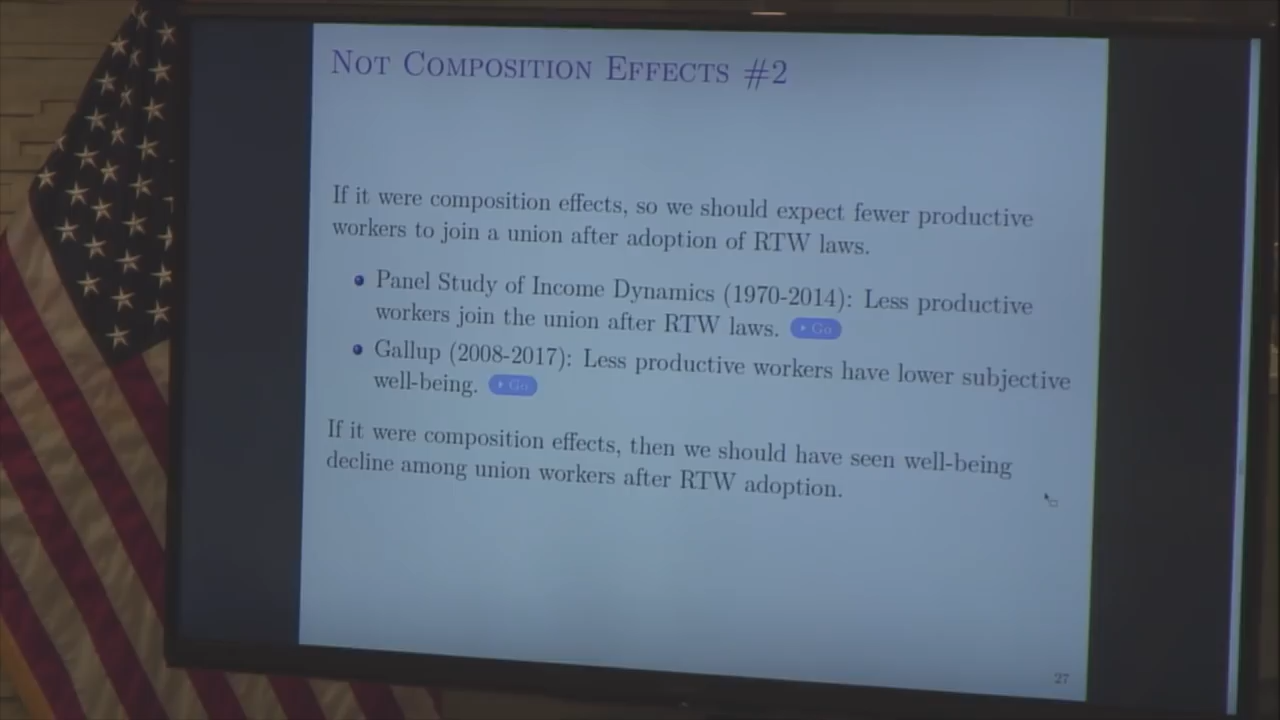 Not Composition Effects #2
If it were composition effects, so we should expect fewer productive
workers to join a union after adoption of RTW laws.
Panel Study of Income Dynamics (1970-2014): Less productive
workers join the union after RTW laws. Go
Gallup (2008-2017): Less productive workers have lower subjective
well-being. Go
If it were composition effects, then we should have seen well-being
decline among union workers after RTW adoption.
27